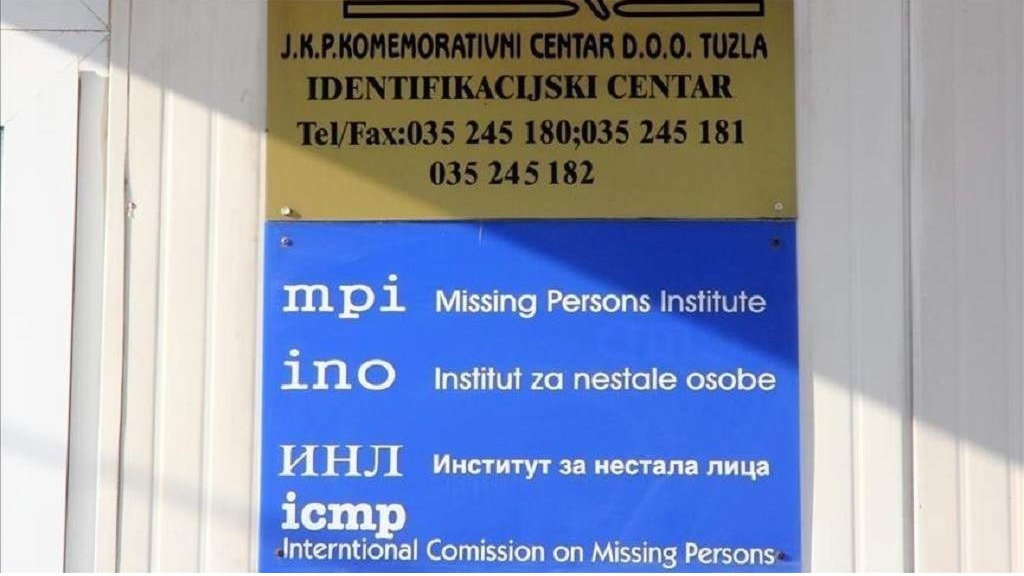 J.K.P.KOMEMORATIVNI CENTAR D.O.O. TUZLA
IDENTIFIKACIJSKI CENTAR
Tel/Fax:035 245 180;035 245 181
035 245 182
mpi Missing Persons Institute
ino Institut za nestale osobe
ИНЛ Институт за нестала лица
icmp
Interntional Comission on Missing Persons